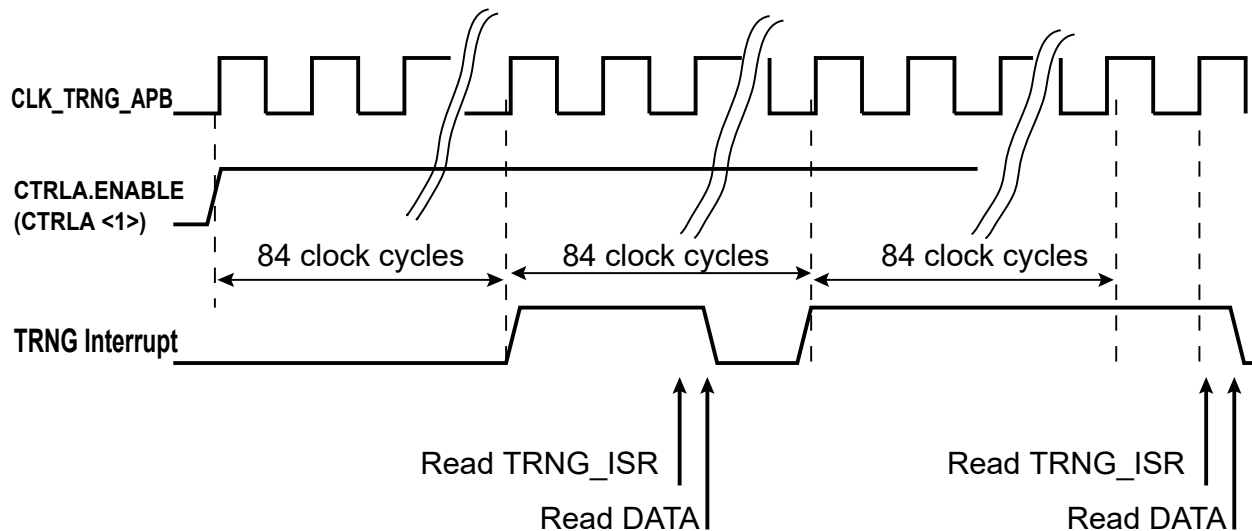 CLK_TRNG_APB
CTRLA.ENABLE
(CTRLA <1>)
84 clock cycles
84 clock cycles
84 clock cycles
TRNG Interrupt
Read TRNG_ISR
Read TRNG_ISR
Read DATA
Read DATA